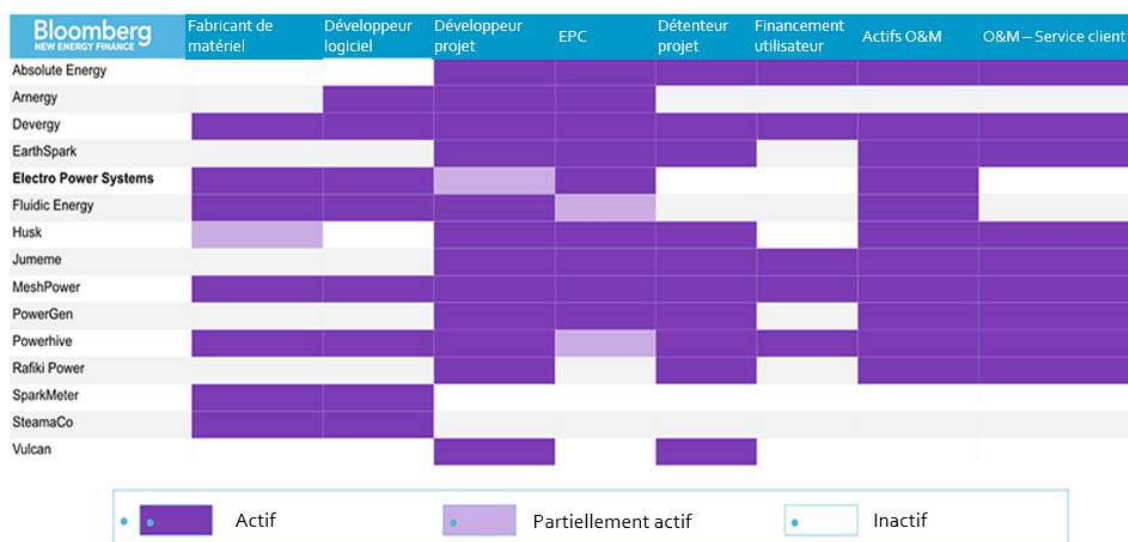 Bloomberg
NEW ENERGY FINANCE
Fabricant de matériel
Développeur logiciel
Développeur projet
EPC
Détenteur projet
Financement utilisateur
Actifs O&M
O&M – Service client
Absolute Energy
Arnergy
Devergy
EarthSpark
Electro Power Systems
Fluidic Energy
Husk
Jumeme
MeshPower
PowerGen
Powerhive
Rafiki Power
SparkMeter
SteamaCo
Vulcan
Actif
Partiellement actif
Inactif